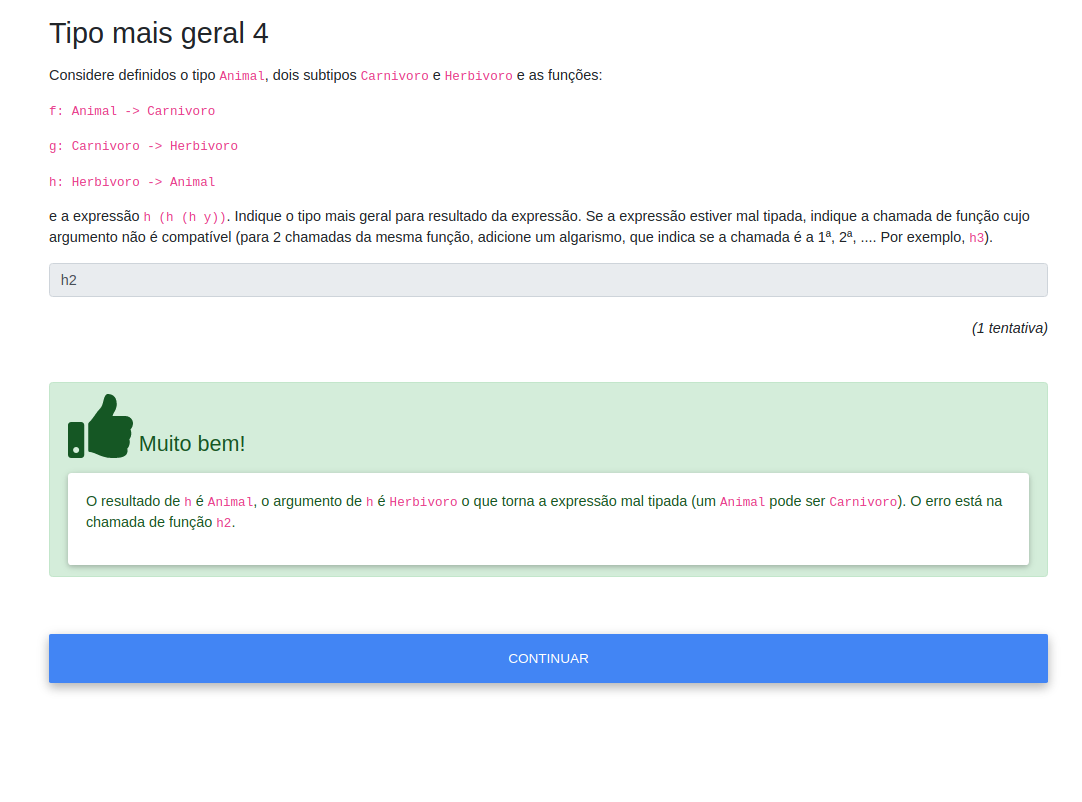 Tipo mais geral 4
Considere definidos o tipo Animal, dois subtipos Carnivoro e Herbivoro e as funções:
f: Animal -> Carnivoro
g: Carnivoro -> Herbivoro
h: Herbivoro -> Animal
e a expressão h (h (h y)). Indique o tipo mais geral para resultado da expressão. Se a expressão estiver mal tipada, indique a chamada de função cujo
argumento não é compatível (para 2 chamadas da mesma função, adicione um algarismo, que indica se a chamada é a 1ª, 2ª, .... Por exemplo, h3).
h2
(1 tentativa)
Muito bem!
O resultado de h é Animal, o argumento de h é Herbivoro o que torna a expressão mal tipada (um Animal pode ser Carnivoro). O erro está na
chamada de função h2.
CONTINUAR